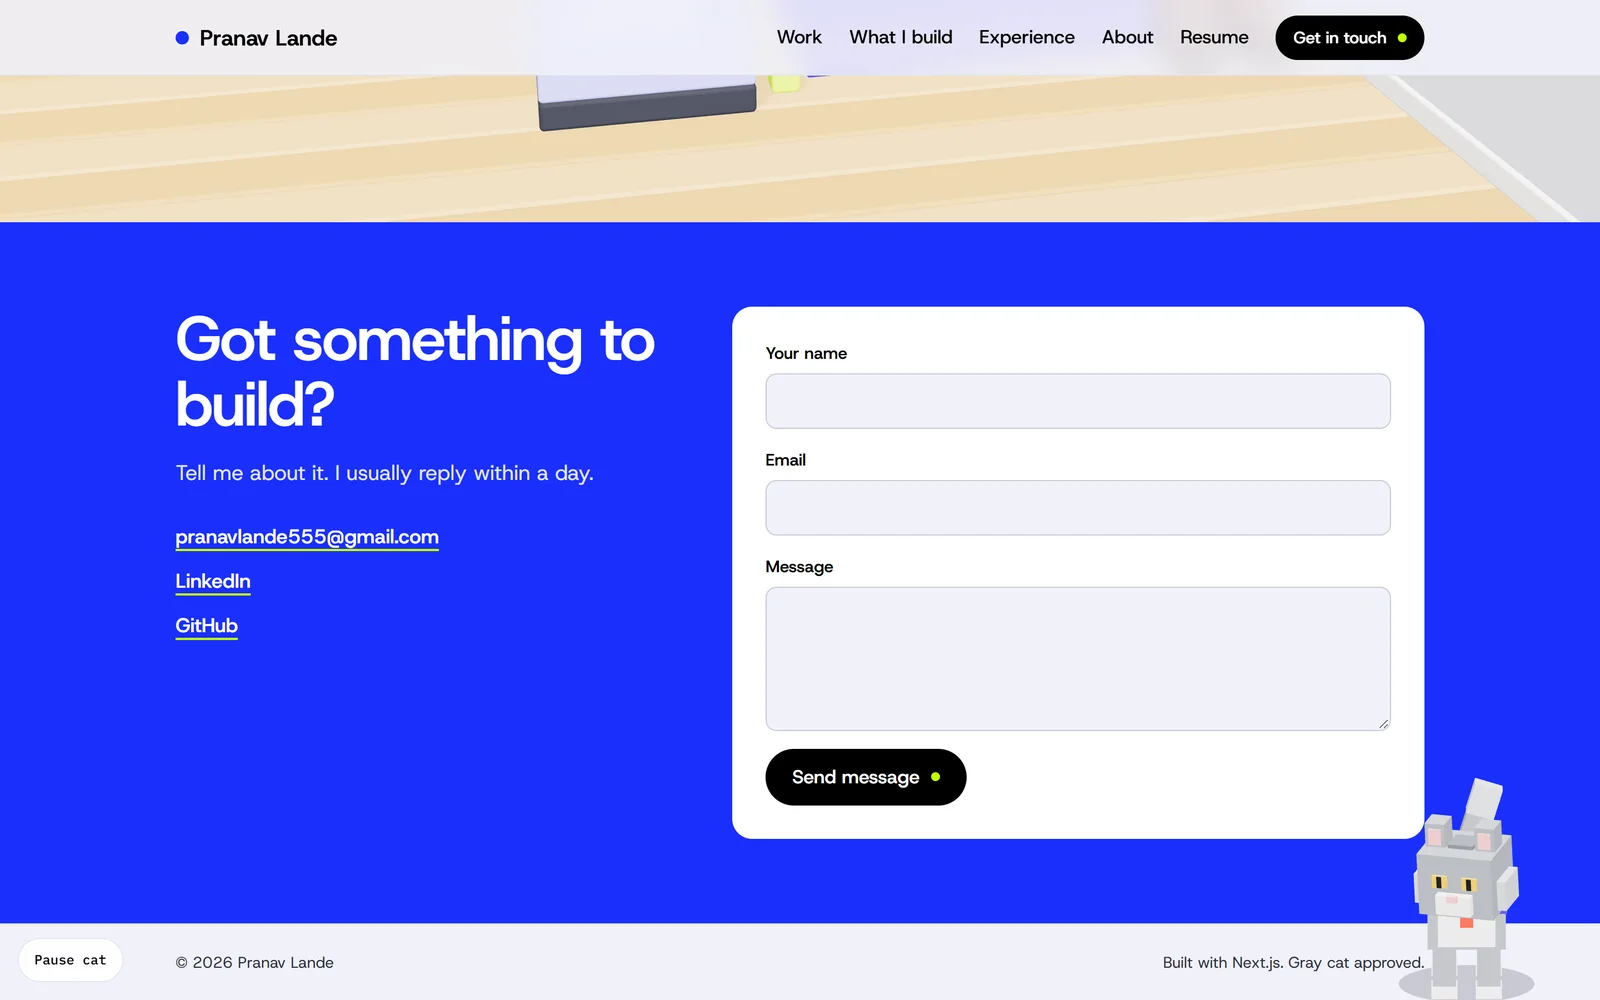 Pranav Lande
Work
What I build
Experience
About
Resume
Get in touch
Got something to
build?
Tell me about it. I usually reply within a day.
pranavlande555@gmail.com
LinkedIn
GitHub
Your name
Email
Message
Send message
Pause cat
© 2026 Pranav Lande
Built with Next.js. Gray cat approved.